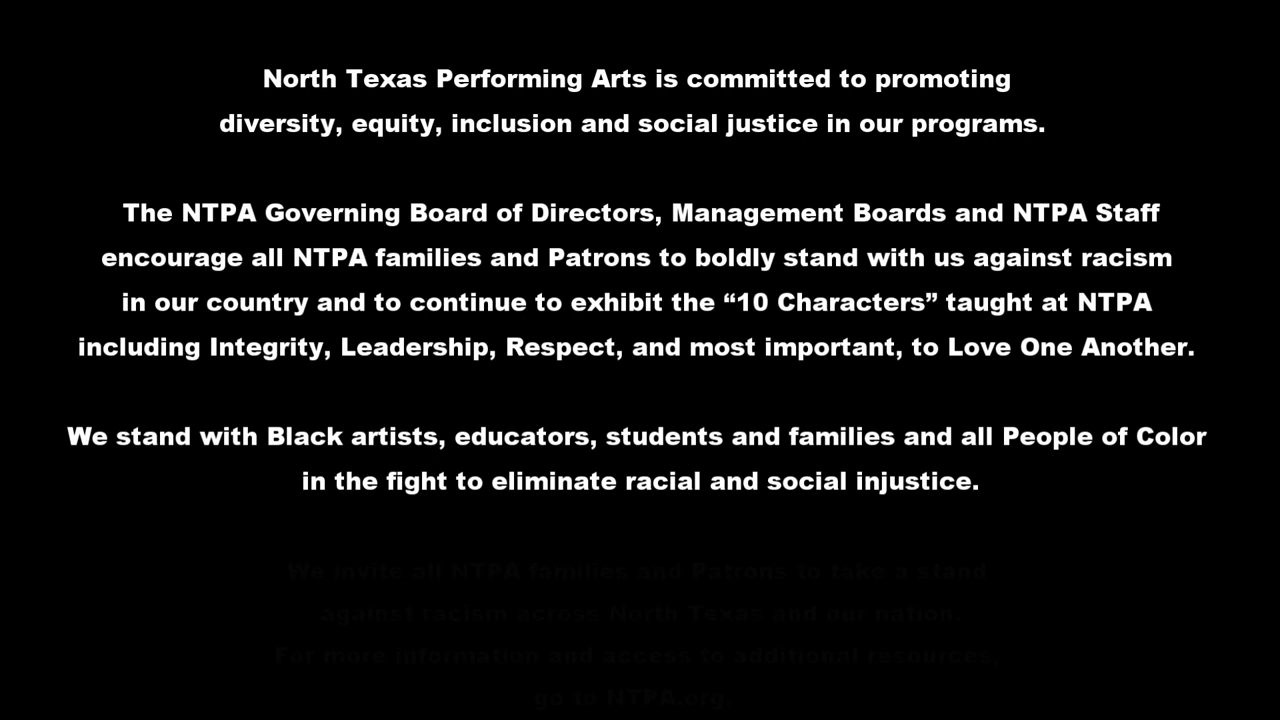 North Texas Performing Arts is committed to promoting
diversity, equity, inclusion and social justice in our programs.
The NTPA Governing Board of Directors, Management Boards and NTPA Staff
encourage all NTPA families and Patrons to boldly stand with us against racism
in our country and to continue to exhibit the “10 Characters” taught at NTPA
including Integrity, Leadership, Respect, and most important, to Love One Another.
We stand with Black artists, educators, students and families and all People of Color
in the fight to eliminate racial and social injustice.
We invite all NTPA families and Patrons to take a stand
against racism across North Texas and our nation.
For more information and access to additional resources,
go to NTPA.org.